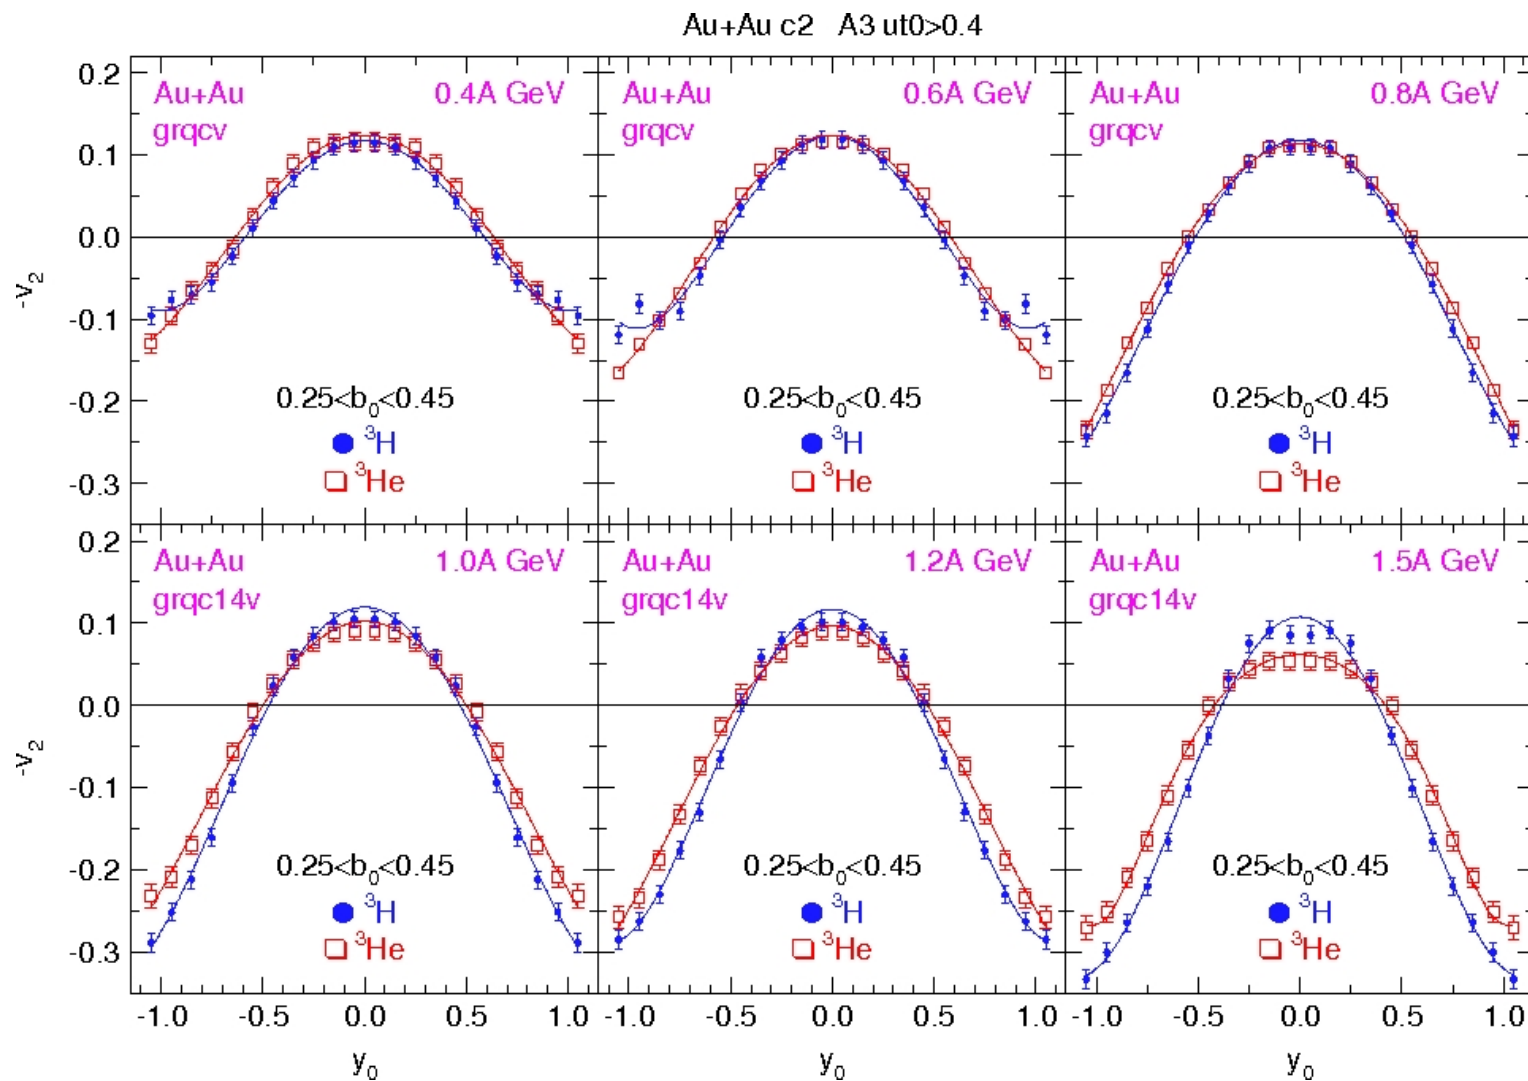 Au+Au c2 A3 ut0>0.4
0.2
0.1
0.0
-0.1
-0.2
-0.3
-v2
Au+Au 0.4A GeV
grqcv
0.25<b0<0.45
3H
3He
Au+Au 0.6A GeV
grqcv
0.25<b0<0.45
3H
3He
Au+Au 0.8A GeV
grqcv
0.25<b0<0.45
3H
3He
0.2
0.1
0.0
-0.1
-0.2
-0.3
-v2
Au+Au 1.0A GeV
grqc14v
0.25<b0<0.45
3H
3He
Au+Au 1.2A GeV
grqc14v
0.25<b0<0.45
3H
3He
Au+Au 1.5A GeV
grqc14v
0.25<b0<0.45
3H
3He
-1.0 -0.5 0.0 0.5 1.0
-1.0 -0.5 0.0 0.5 1.0
-1.0 -0.5 0.0 0.5 1.0
y0
y0
y0